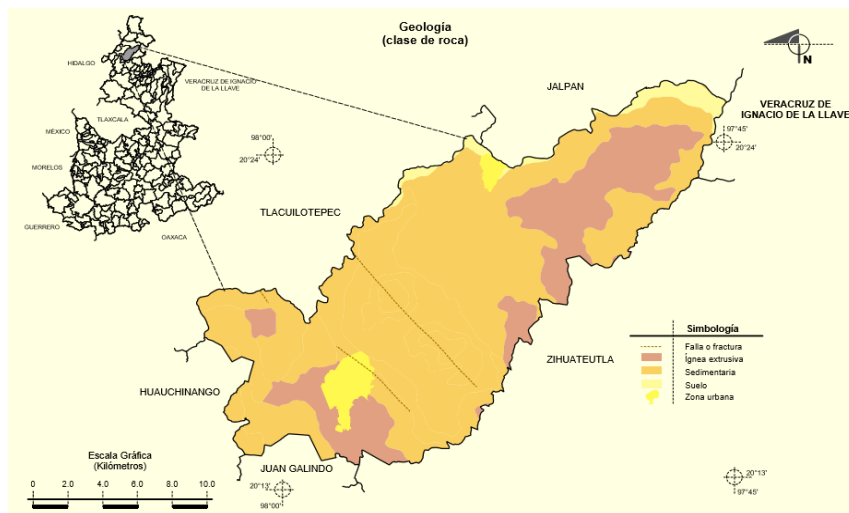 Geología
(clase de roca)
N
HIDALGO
VERACRUZ DE IGNACIO
DE LA LLAVE
TLAXCALA
MÉXICO
MORELOS
GUERRERO
OAXACA
JALPAN
VERACRUZ DE
IGNACIO DE LA LLAVE
98°00'
20°24'
97°45'
20°24'
TLACUILOTEPEC
ZIHUATEUTLA
HUAUCHINANGO
JUAN GALINDO
Simbología
Falla o fractura
Ígnea extrusiva
Sedimentaria
Suelo
Zona urbana
Escala Gráfica
(Kilómetros)
0 2.0 4.0 6.0 8.0 10.0
20°13'
98°00'
20°13'
97°45'